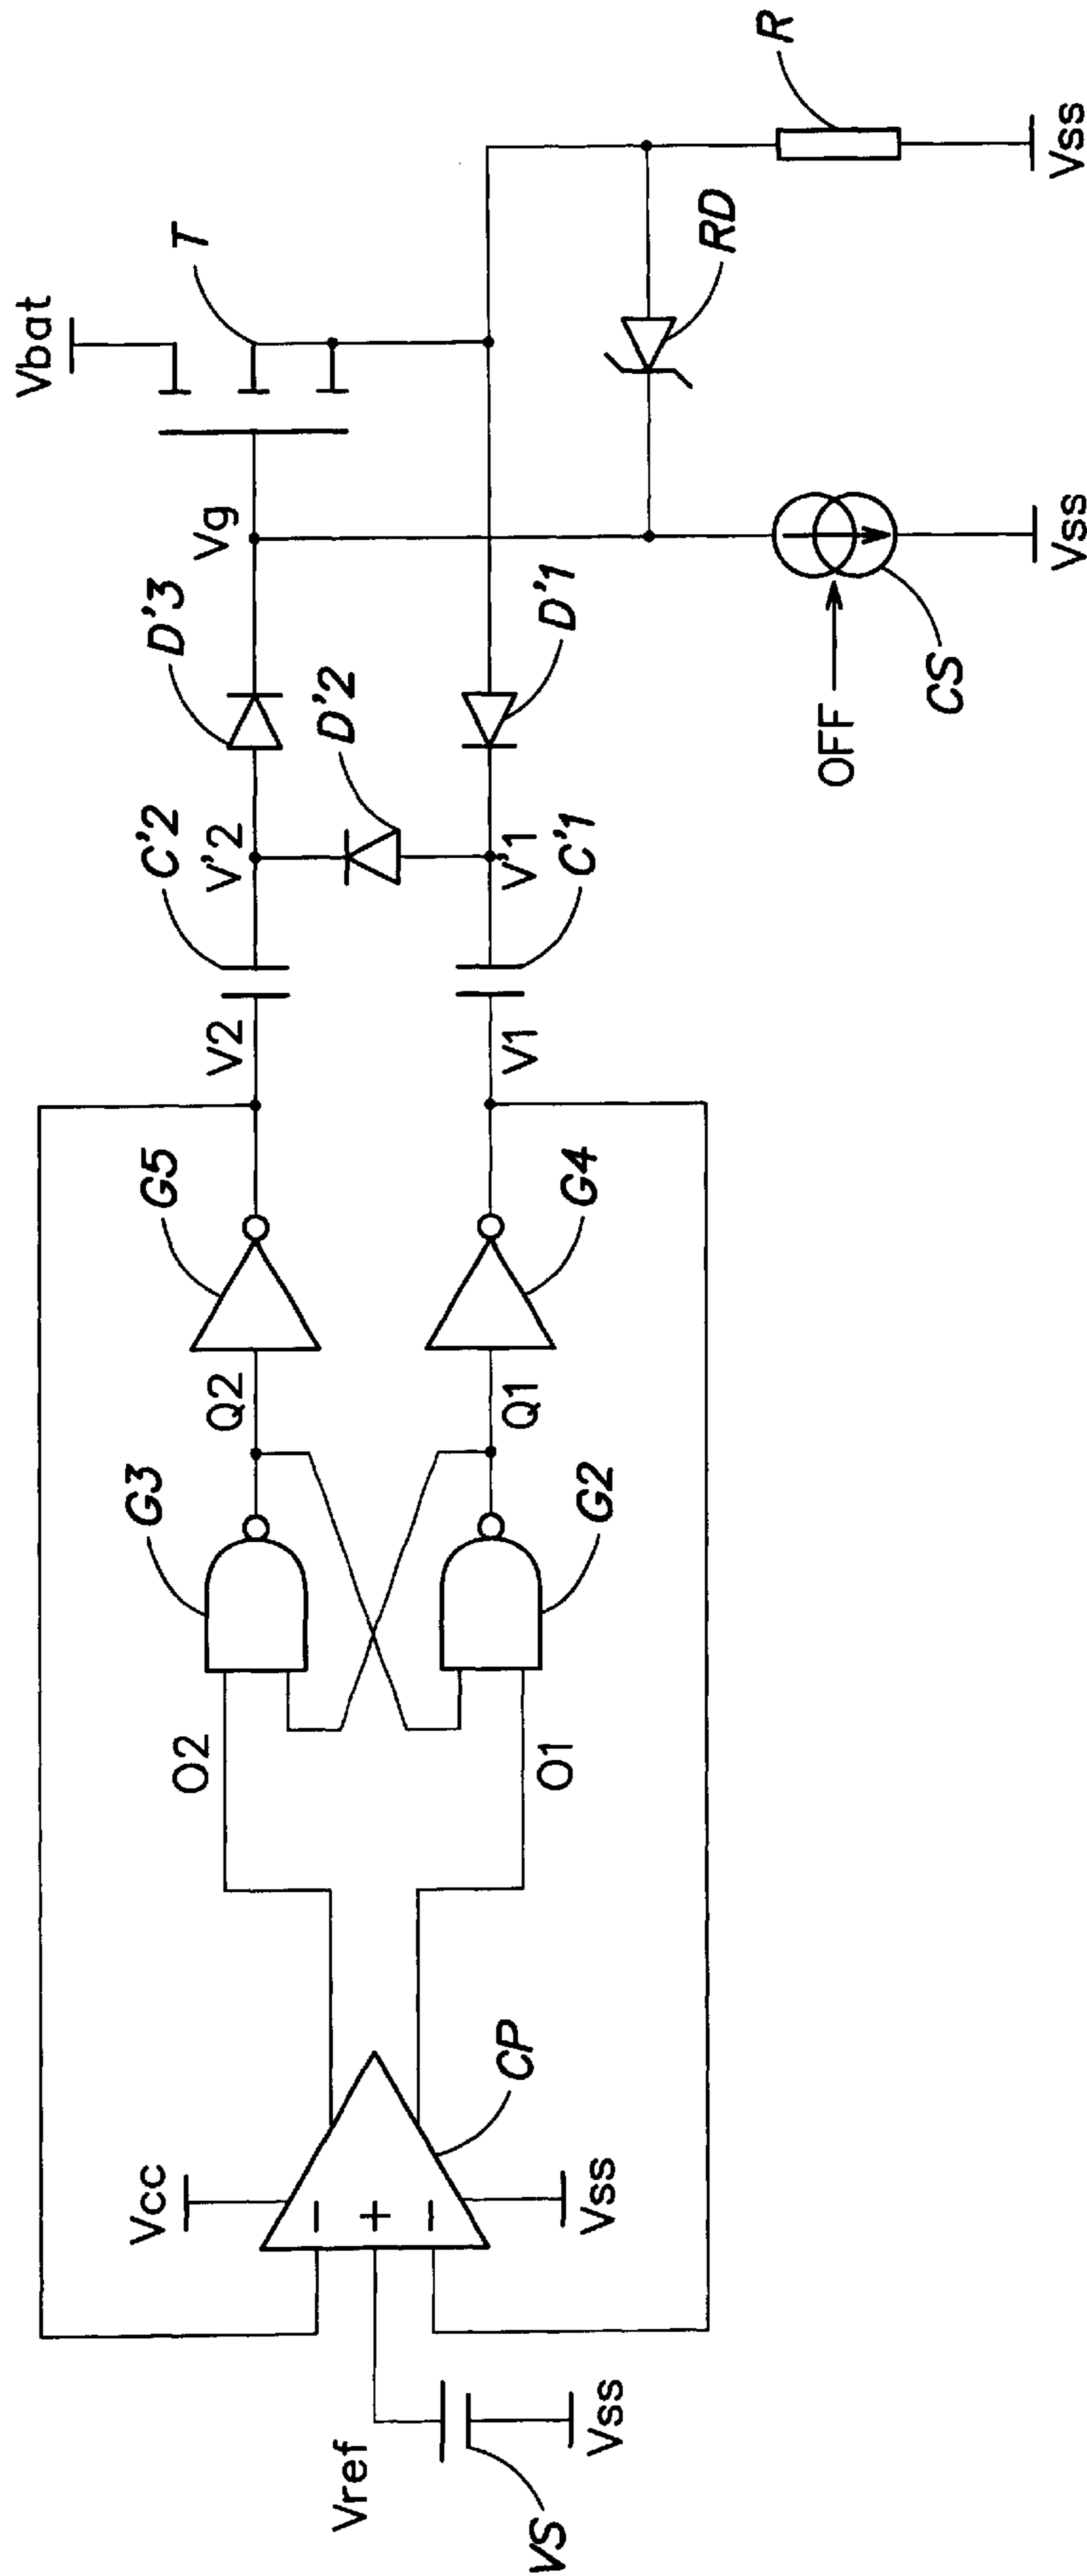 Vbat
T
R
Vg
D'3
D'2
RD
C'2
V'2
D'1
V'1
C'1
V2
V1
OFF
CS
Vss
Vss
G5
G4
Q2
Q1
G3
G2
O2
O1
Vcc
CP
−
+
−
Vss
Vref
VS
Vss